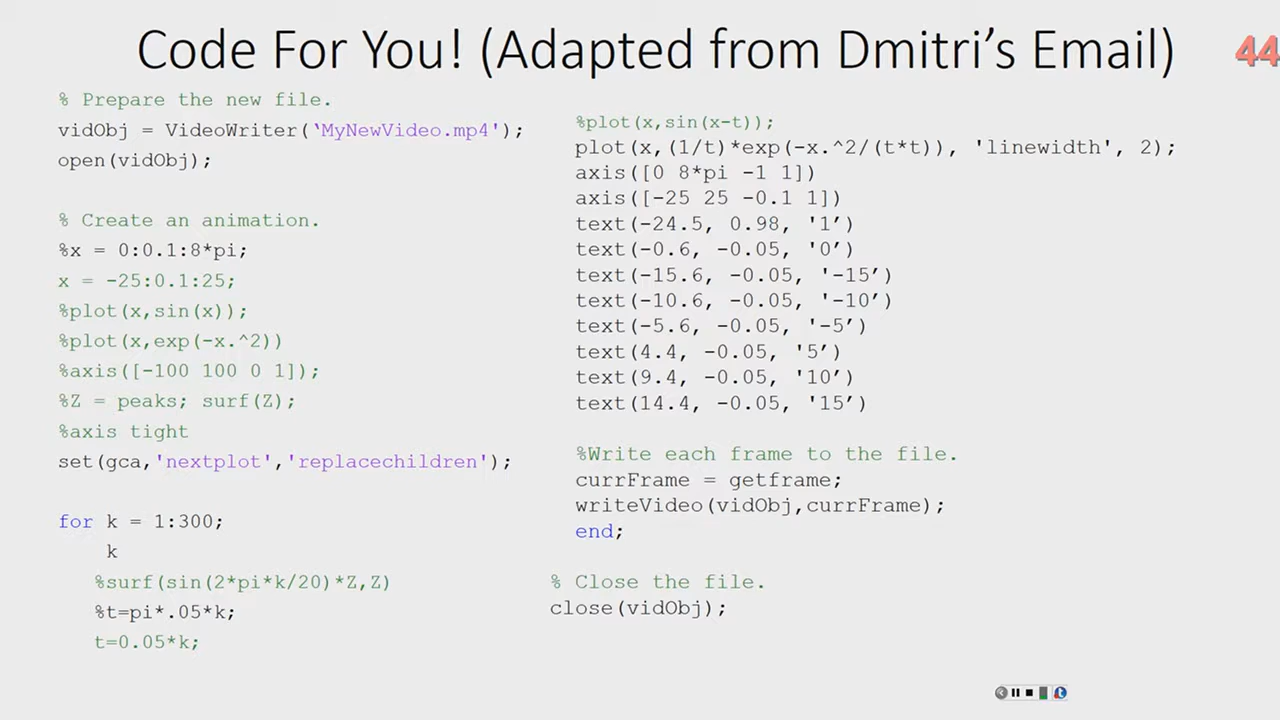 Code For You! (Adapted from Dmitri’s Email)
44
% Prepare the new file.
vidObj = VideoWriter(‘MyNewVideo.mp4');
open(vidObj);
% Create an animation.
%x = 0:0.1:8*pi;
x = -25:0.1:25;
%plot(x,sin(x));
%plot(x,exp(-x.^2))
%axis([-100 100 0 1]);
%Z = peaks; surf(Z);
%axis tight
set(gca,'nextplot','replacechildren');
for k = 1:300;
k
%surf(sin(2*pi*k/20)*Z,Z)
%t=pi*.05*k;
t=0.05*k;
%plot(x,sin(x-t));
plot(x,(1/t)*exp(-x.^2/(t*t)), 'linewidth', 2);
axis([0 8*pi -1 1])
axis([-25 25 -0.1 1])
text(-24.5, 0.98, '1’)
text(-0.6, -0.05, '0’)
text(-15.6, -0.05, '-15’)
text(-10.6, -0.05, '-10’)
text(-5.6, -0.05, '-5’)
text(4.4, -0.05, '5’)
text(9.4, -0.05, '10’)
text(14.4, -0.05, '15’)
%Write each frame to the file.
currFrame = getframe;
writeVideo(vidObj,currFrame);
end;
% Close the file.
close(vidObj);